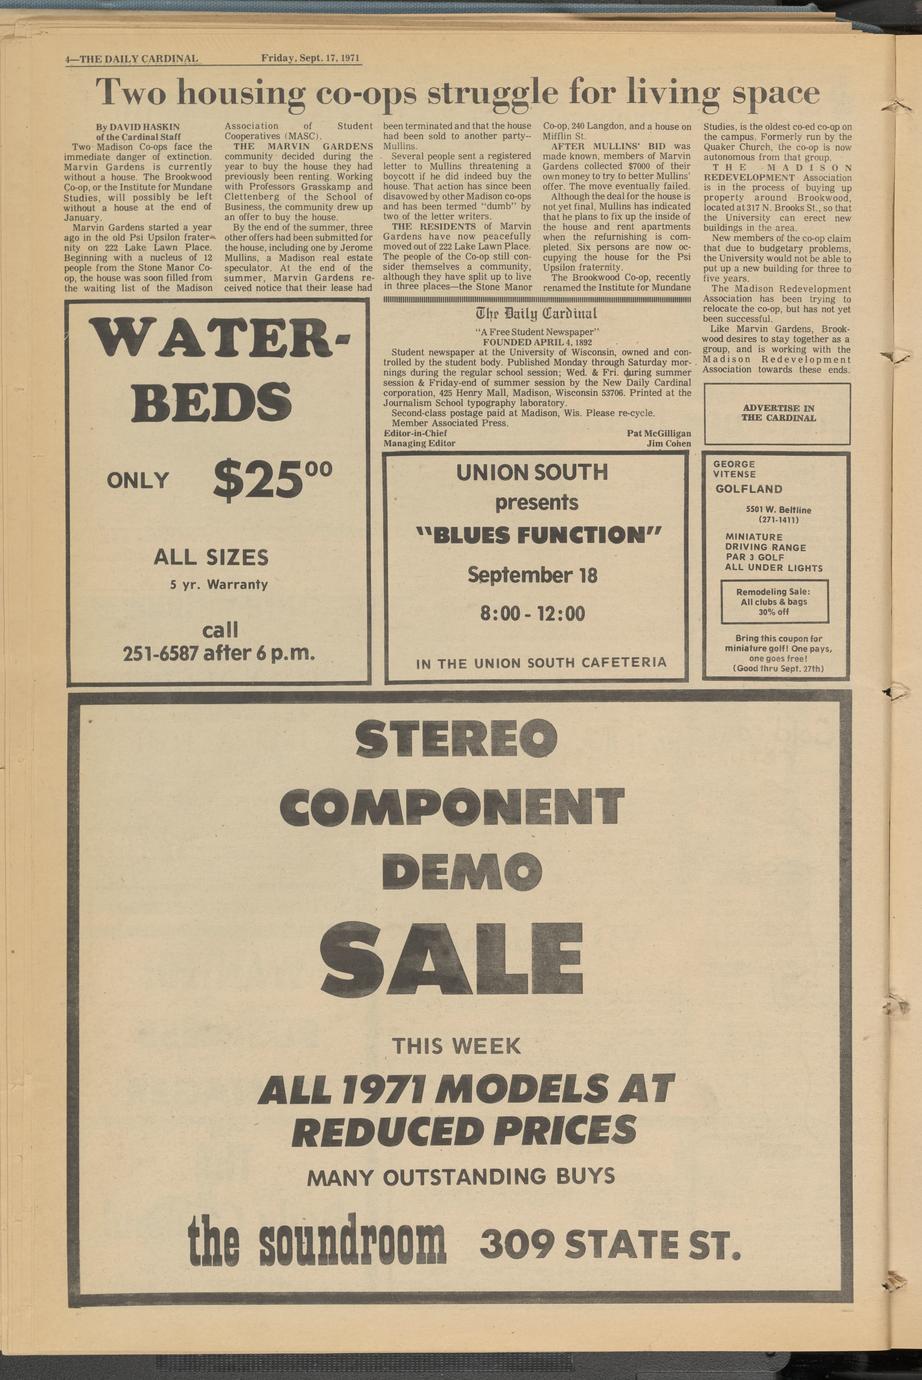 4—THE DAILY CARDINAL Friday, Sept. 17, 1971
Two housing co-ops struggle for living space
By DAVID HASKIN
of the Cardinal Staff
Two Madison Co-ops face the
immediate danger of extinction.
Marvin Gardens is currently
without a house. The Brookwood
Co-op, or the Institute for Mundane
Studies, will possibly be left
without a house at the end of
January.
Marvin Gardens started a year
ago in the old Psi Upsilon frater-
nity on 222 Lake Lawn Place.
Beginning with a nucleus of 12
people from the Stone Manor Co-
op, the house was soon filled from
the waiting list of the Madison
Association of Student
Cooperatives (MASC).
THE MARVIN GARDENS
community decided during the
year to buy the house they had
previously been renting. Working
with Professors Grasskamp and
Clettenberg of the School of
Business, the community drew up
an offer to buy the house.
By the end of the summer, three
other offers had been submitted for
the house, including one by Jerome
Mullins, a Madison real estate
speculator. At the end of the
summer, Marvin Gardens re-
ceived notice that their lease had
been terminated and that the house
had been sold to another party--
Mullins.
Several people sent a registered
letter to Mullins threatening a
boycott if he did indeed buy the
house. That action has since been
disavowed by other Madison co-ops
and has been termed "dumb" by
two of the letter writers.
THE RESIDENTS of Marvin
Gardens have now peacefully
moved out of 222 Lake Lawn Place.
The people of the Co-op still con-
sider themselves a community,
although they have split up to live
in three places—the Stone Manor
Co-op, 240 Langdon, and a house on
Mifflin St.
AFTER MULLINS' BID was
made known, members of Marvin
Gardens collected $7000 of their
own money to try to better Mullins'
offer. The move eventually failed.
Although the deal for the house is
not yet final, Mullins has indicated
that he plans to fix up the inside of
the house and rent apartments
when the refurnishing is com-
pleted. Six persons are now oc-
cupying the house for the Psi
Upsilon fraternity.
The Brookwood Co-op, recently
renamed the Institute for Mundane
Studies, is the oldest co-ed co-op on
the campus. Formerly run by the
Quaker Church, the co-op is now
autonomous from that group.
THE MADISON
REDEVELOPMENT Association
is in the process of buying up
property around Brookwood,
located at 317 N. Brooks St., so that
the University can erect new
buildings in the area.
New members of the co-op claim
that due to budgetary problems,
the University would not be able to
put up a new building for three to
five years.
The Madison Redevelopment
Association has been trying to
relocate the co-op, but has not yet
been successful.
Like Marvin Gardens, Brook-
wood desires to stay together as a
group, and is working with the
Madison Redevelopment
Association towards these ends.
WATER-
BEDS
ONLY $25⁰⁰
ALL SIZES
5 yr. Warranty
call
251-6587 after 6 p.m.
The Daily Cardinal
"A Free Student Newspaper"
FOUNDED APRIL 4, 1892
Student newspaper at the University of Wisconsin, owned and con-
trolled by the student body. Published Monday through Saturday mor-
nings during the regular school session; Wed. & Fri. during summer
session & Friday-end of summer session by the New Daily Cardinal
corporation, 425 Henry Mall, Madison, Wisconsin 53706. Printed at the
Journalism School typography laboratory.
Second-class postage paid at Madison, Wis. Please re-cycle.
Member Associated Press.
Editor-in-Chief Pat McGilligan
Managing Editor Jim Cohen
ADVERTISE IN
THE CARDINAL
UNION SOUTH
presents
"BLUES FUNCTION"
September 18
8:00 - 12:00
IN THE UNION SOUTH CAFETERIA
GEORGE
VITENSE
GOLFLAND
5501 W. Beltline
(271-1411)
MINIATURE
DRIVING RANGE
PAR 3 GOLF
ALL UNDER LIGHTS
Remodeling Sale:
All clubs & bags
30% off
Bring this coupon for
miniature golf! One pays,
one goes free!
(Good thru Sept. 27th)
STEREO
COMPONENT
DEMO
SALE
THIS WEEK
ALL 1971 MODELS AT
REDUCED PRICES
MANY OUTSTANDING BUYS
the soundroom 309 STATE ST.